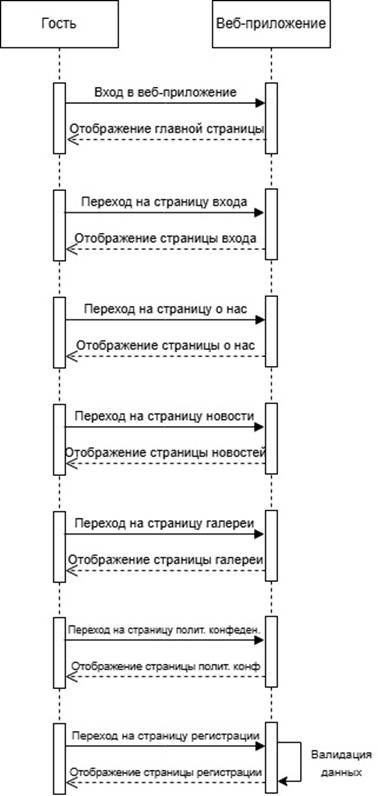 Гость
Веб-приложение
Вход в веб-приложение
Отображение главной страницы
Переход на страницу входа
Отображение страницы входа
Переход на страницу о нас
Отображение страницы о нас
Переход на страницу новости
Отображение страницы новостей
Переход на страницу галереи
Отображение страницы галереи
Переход на страницу полит. конфеден.
Отображение страницы полит. конф
Переход на страницу регистрации
Отображение страницы регистрации
Валидация
данных